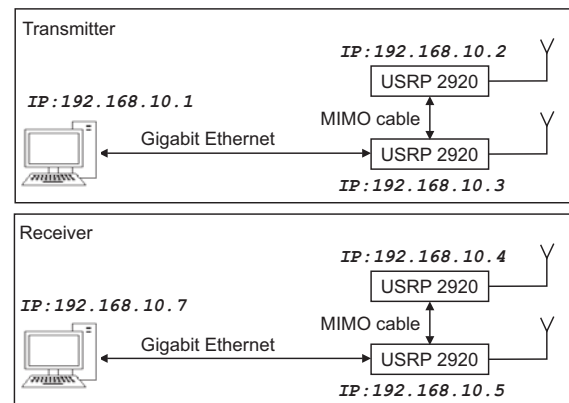 Transmitter
IP:192.168.10.2
USRP 2920
IP:192.168.10.1
MIMO cable
Gigabit Ethernet
USRP 2920
IP:192.168.10.3
Receiver
IP:192.168.10.4
USRP 2920
IP:192.168.10.7
MIMO cable
Gigabit Ethernet
USRP 2920
IP:192.168.10.5